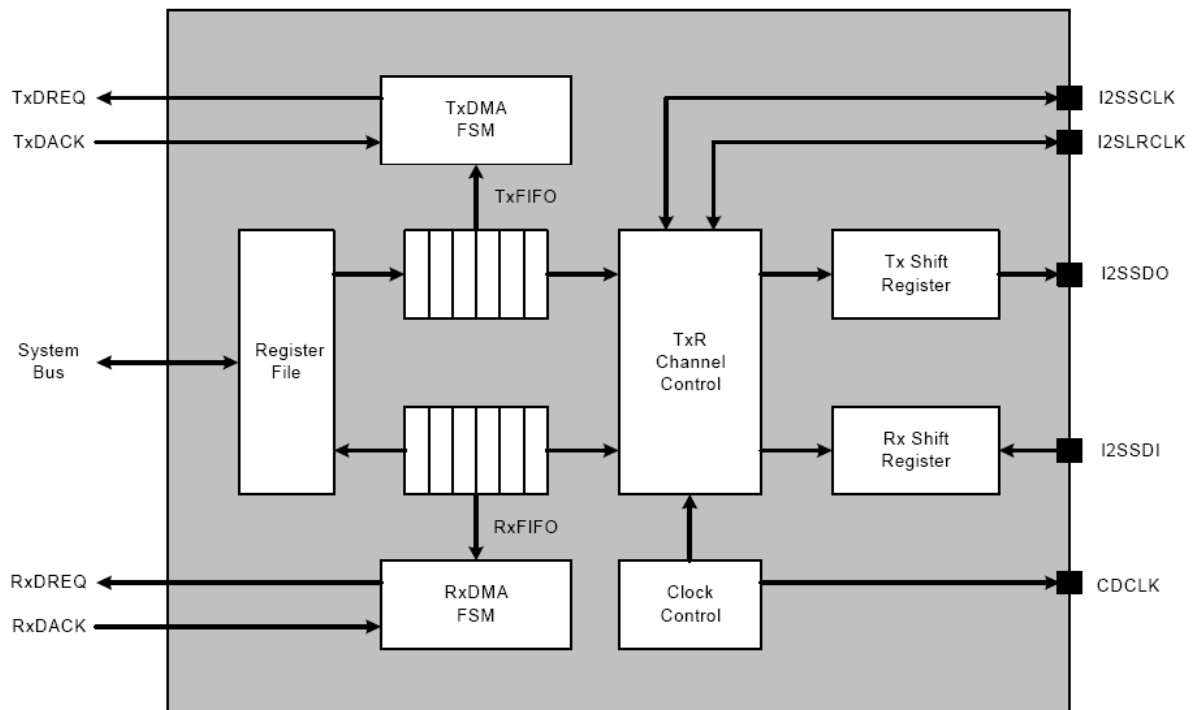 TxDREQ
TxDACK
TxDMA
FSM
I2SSCLK
I2SLRCLK
TxFIFO
System
Bus
Register
File
TxR
Channel
Control
Tx Shift
Register
I2SSDO
Rx Shift
Register
I2SSDI
RxFIFO
RxDREQ
RxDACK
RxDMA
FSM
Clock
Control
CDCLK